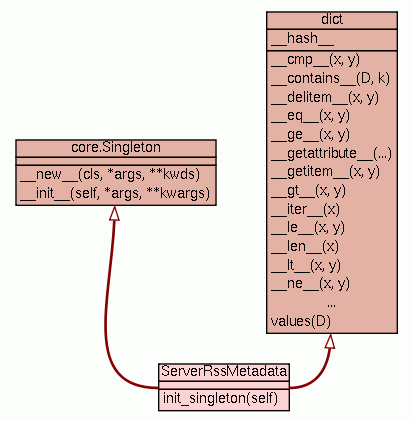 dict
__hash__
__cmp__(x, y)
__contains__(D, k)
__delitem__(x, y)
__eq__(x, y)
__ge__(x, y)
__getattribute__(...)
__getitem__(x, y)
__gt__(x, y)
__iter__(x)
__le__(x, y)
__len__(x)
__lt__(x, y)
__ne__(x, y)
...
values(D)
core.Singleton
__new__(cls, *args, **kwds)
__init__(self, *args, **kwargs)
ServerRssMetadata
init_singleton(self)